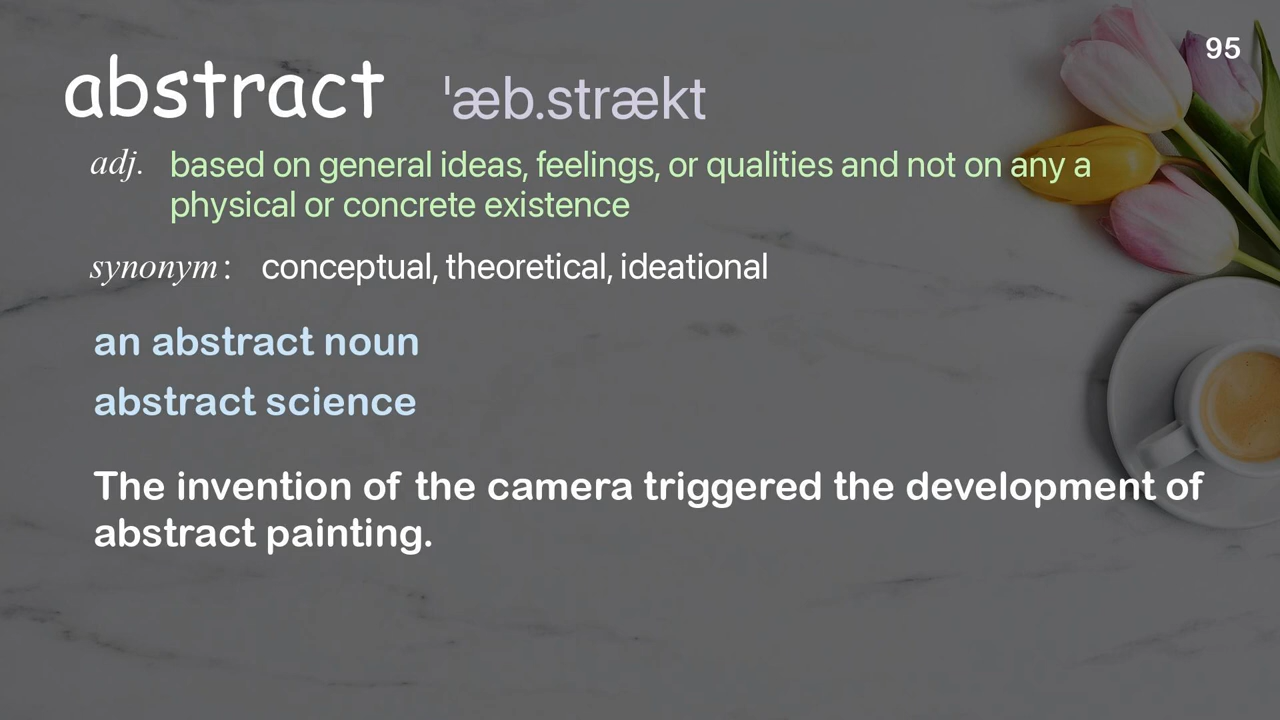 95
abstract ˈæb.strækt
adj. based on general ideas, feelings, or qualities and not on any a
physical or concrete existence
synonym : conceptual, theoretical, ideational
an abstract noun
abstract science
The invention of the camera triggered the development of
abstract painting.